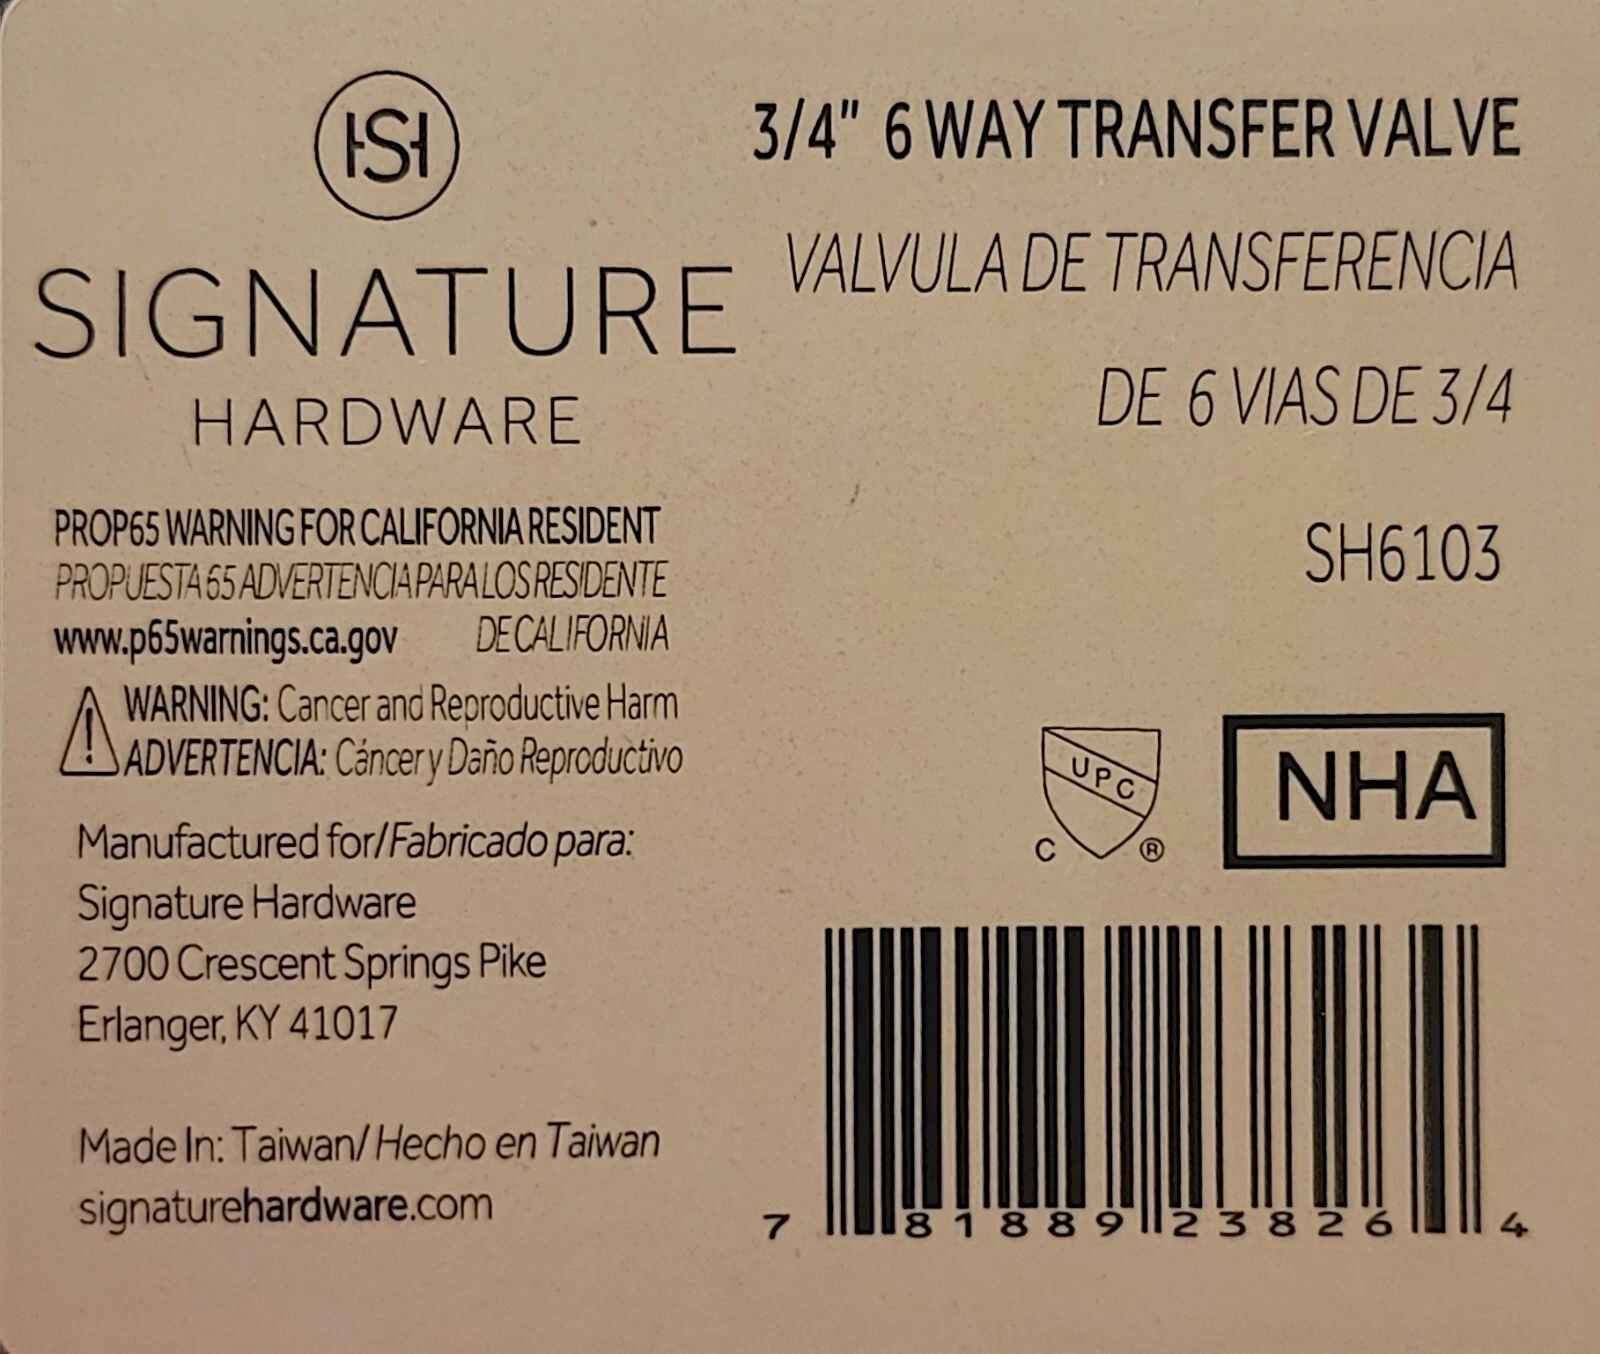 HSH
SIGNATURE
HARDWARE
3/4" 6 WAY TRANSFER VALVE
VALVULA DE TRANSFERENCIA
DE 6 VIAS DE 3/4
SH6103
PROP65 WARNING FOR CALIFORNIA RESIDENT
PROPUESTA 65 ADVERTENCIA PARA LOS RESIDENTE
www.p65warnings.ca.gov DE CALIFORNIA
WARNING: Cancer and Reproductive Harm
ADVERTENCIA: Cáncer y Daño Reproductivo
Manufactured for/Fabricado para:
Signature Hardware
2700 Crescent Springs Pike
Erlanger, KY 41017
Made In: Taiwan/ Hecho en Taiwan
signaturehardware.com
UPC
C ®
NHA
7 81889 23826 4